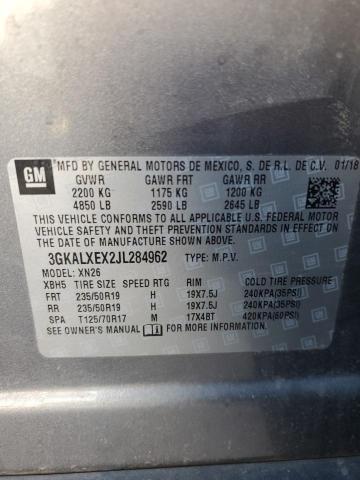 GM
MFD BY GENERAL MOTORS DE MEXICO, S. DE R.L. DE C.V. 01/18
GVWR GAWR FRT GAWR RR
2200 KG 1175 KG 1200 KG
4850 LB 2590 LB 2645 LB
THIS VEHICLE CONFORMS TO ALL APPLICABLE U.S. FEDERAL MOTOR
VEHICLE SAFETY AND THEFT PREVENTION STANDARDS IN EFFECT ON
THE DATE OF MANUFACTURE SHOWN ABOVE.
3GKALXEX2JL284962 TYPE: M.P.V.
MODEL: XN26
XBH5 TIRE SIZE SPEED RTG RIM COLD TIRE PRESSURE
FRT 235/50R19 H 19X7.5J 240KPA(35PSI)
RR 235/50R19 H 19X7.5J 240KPA(35PSI)
SPA T125/70R17 M 17X4BT 420KPA(60PSI)
SEE OWNER'S MANUAL FOR ADDITIONAL INFORMATION.